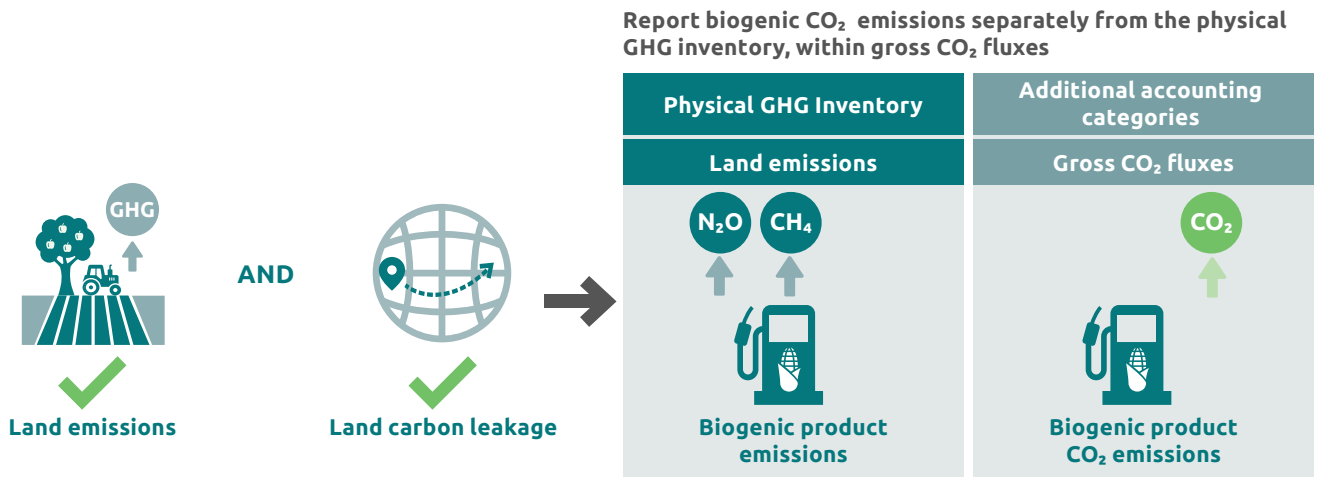 Report biogenic CO₂ emissions separately from the physical
GHG inventory, within gross CO₂ fluxes
Physical GHG Inventory
Additional accounting
categories
Land emissions
Gross CO₂ fluxes
GHG
N₂O
CH₄
CO₂
AND
Land emissions
Land carbon leakage
Biogenic product
emissions
Biogenic product
CO₂ emissions